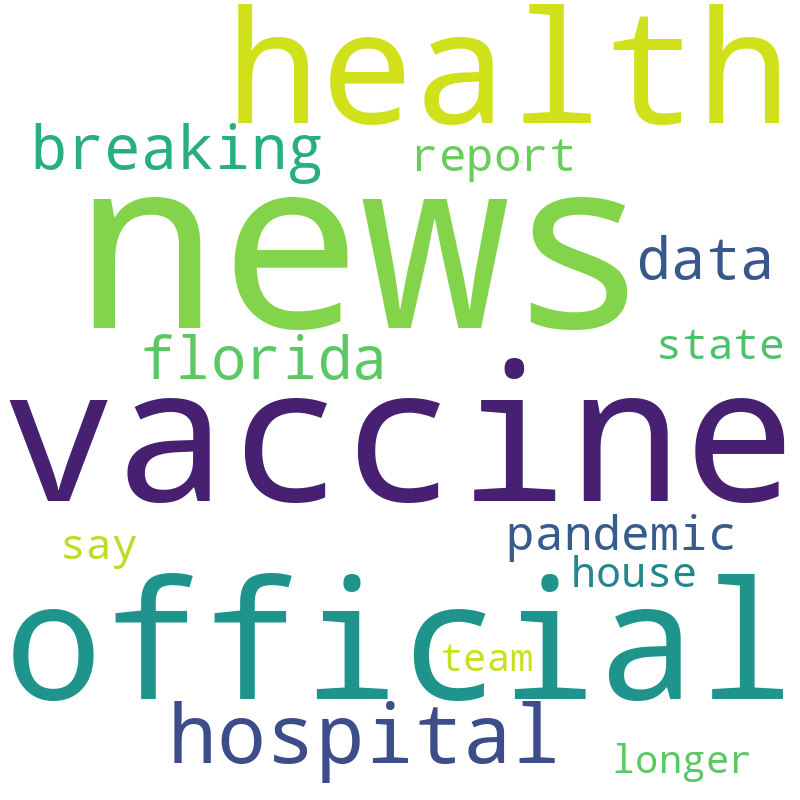 health
breaking
report
news
data
florida
state
vaccine
say
pandemic
house
official
team
hospital
longer